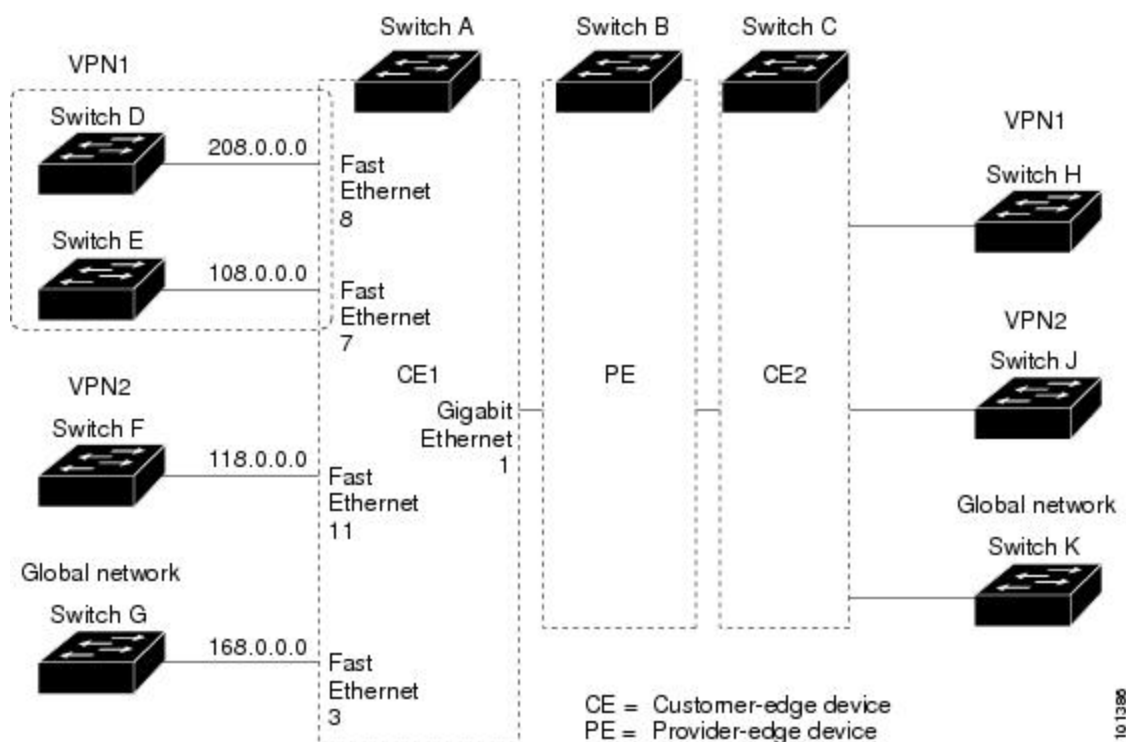 Switch A
Switch B
Switch C
VPN1
Switch D
208.0.0.0
Fast
Ethernet
8
Switch E
108.0.0.0
Fast
Ethernet
7
VPN2
Switch F
118.0.0.0
Fast
Ethernet
11
Global network
Switch G
168.0.0.0
Fast
Ethernet
3
CE1
Gigabit
Ethernet
1
PE
CE2
VPN1
Switch H
VPN2
Switch J
Global network
Switch K
CE = Customer-edge device
PE = Provider-edge device
101386